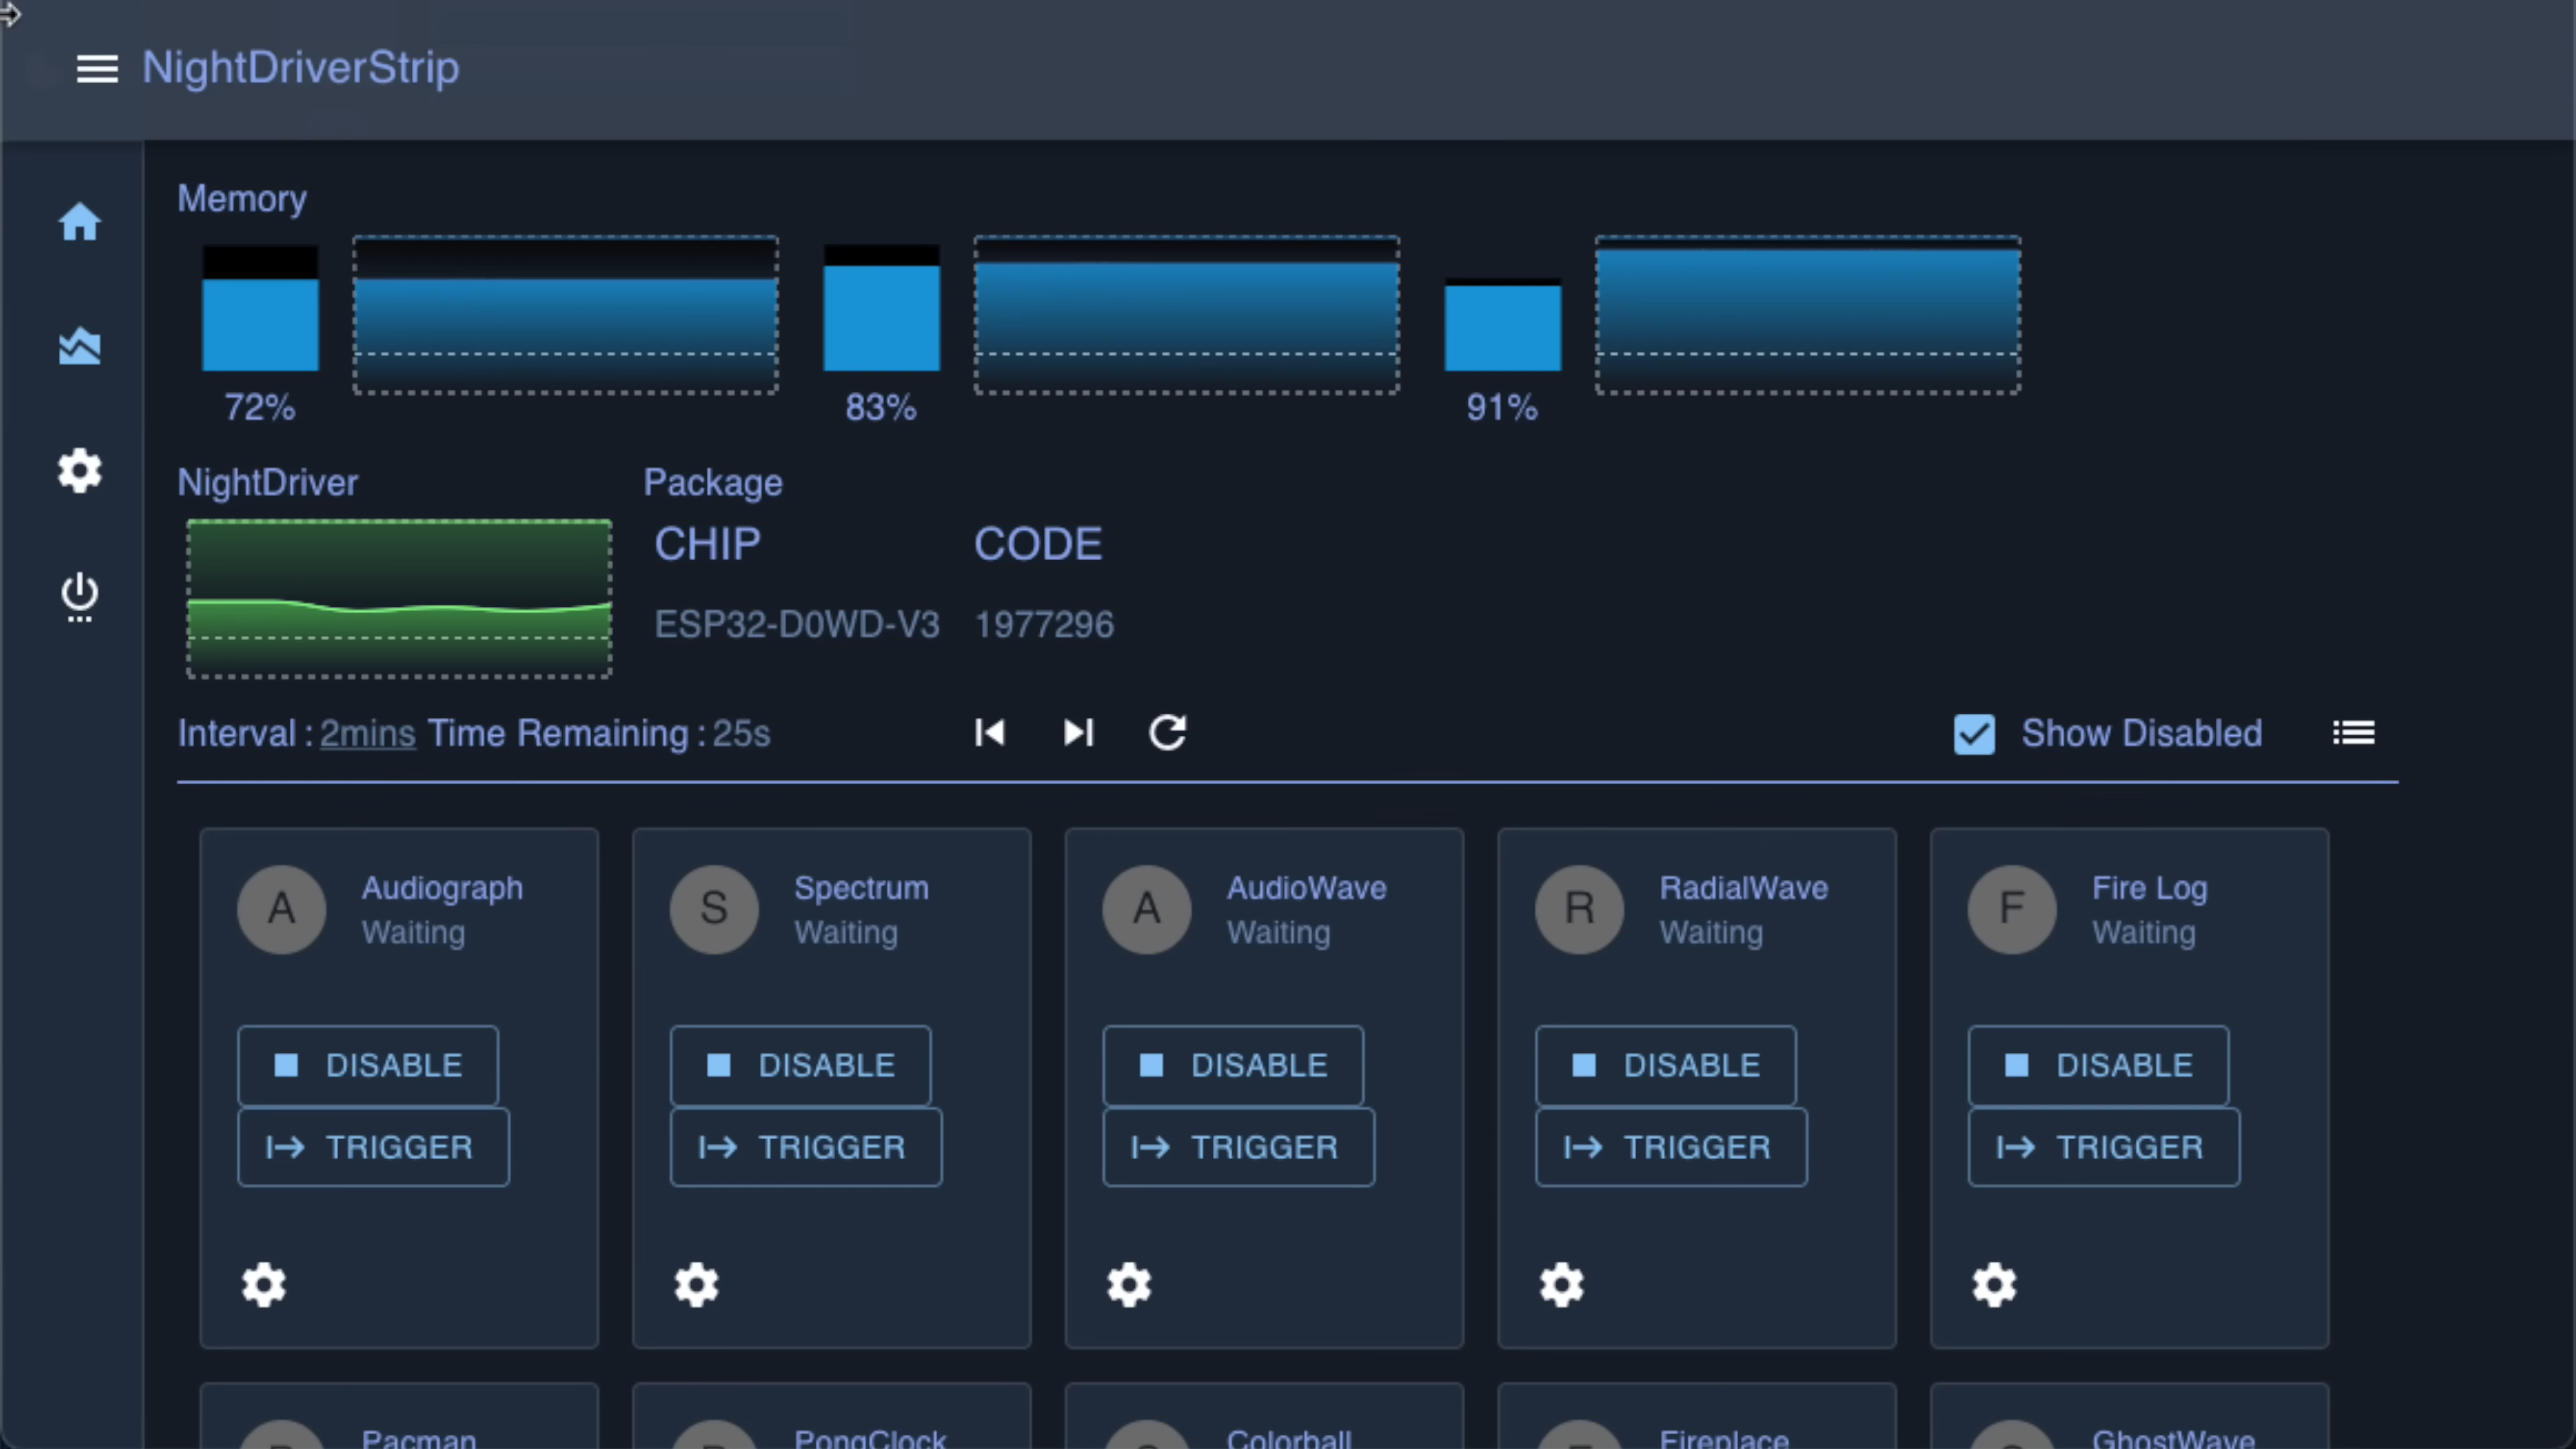 NightDriverStrip
Memory
72% 83% 91%
NightDriver Package
CHIP CODE
ESP32-D0WD-V3 1977296
Interval : 2mins Time Remaining : 25s Show Disabled
A Audiograph S Spectrum A AudioWave R RadialWave F Fire Log
Waiting Waiting Waiting Waiting Waiting
DISABLE DISABLE DISABLE DISABLE DISABLE
TRIGGER TRIGGER TRIGGER TRIGGER TRIGGER
Pacman PongClock Colorball Fireplace GhostWave